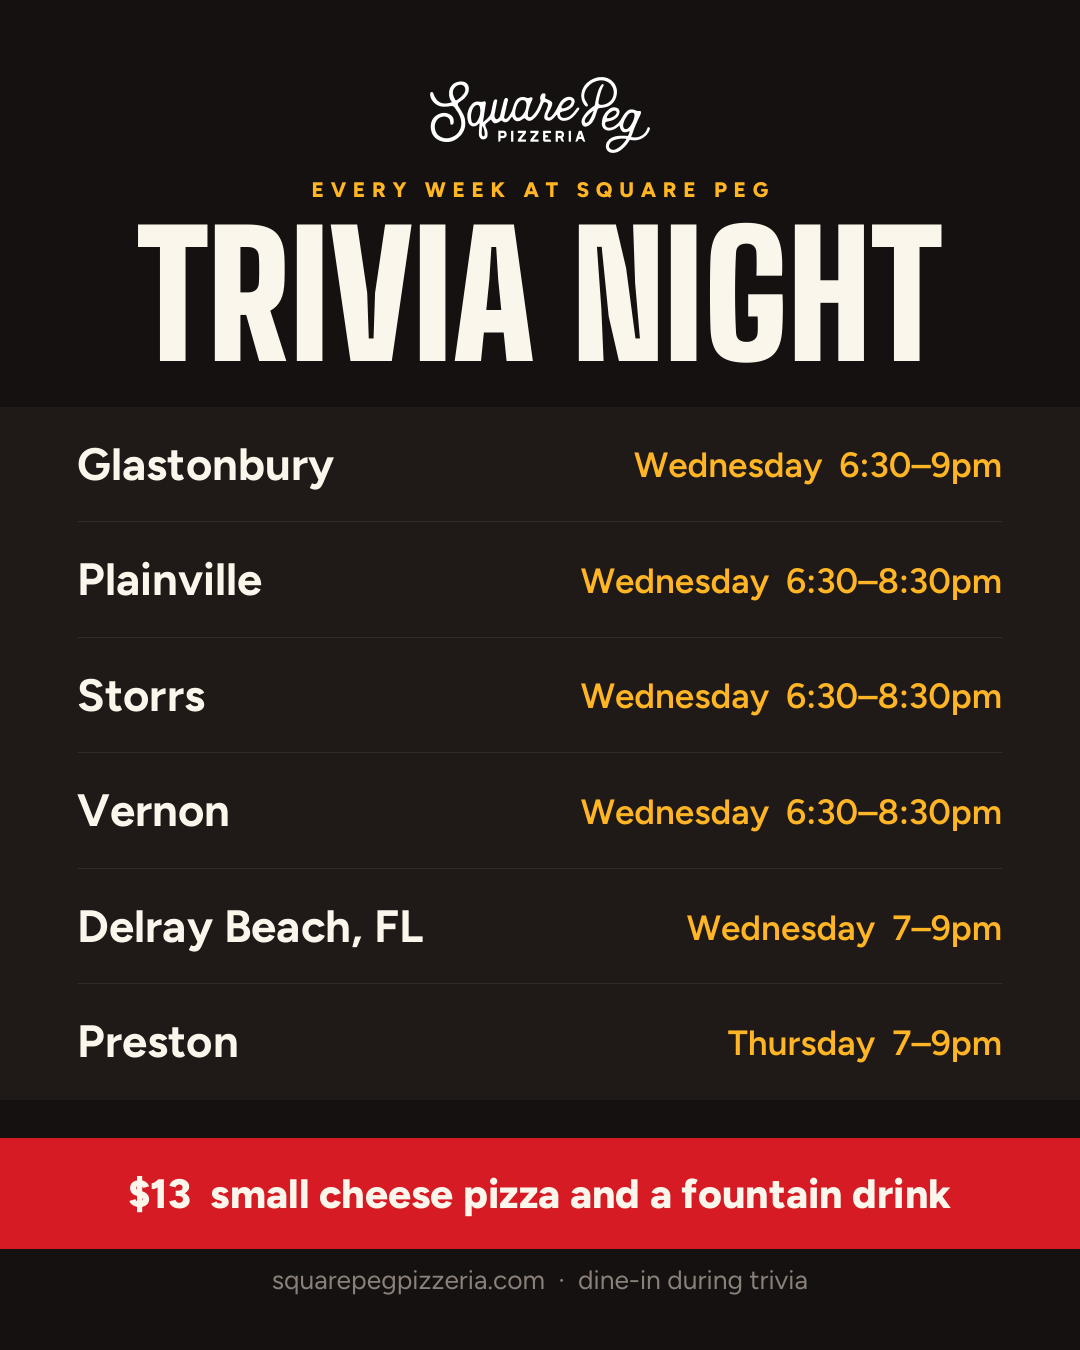 Square Peg
PIZZERIA
EVERY WEEK AT SQUARE PEG
TRIVIA NIGHT
Glastonbury Wednesday 6:30–9pm
Plainville Wednesday 6:30–8:30pm
Storrs Wednesday 6:30–8:30pm
Vernon Wednesday 6:30–8:30pm
Delray Beach, FL Wednesday 7–9pm
Preston Thursday 7–9pm
$13 small cheese pizza and a fountain drink
squarepegpizzeria.com · dine-in during trivia